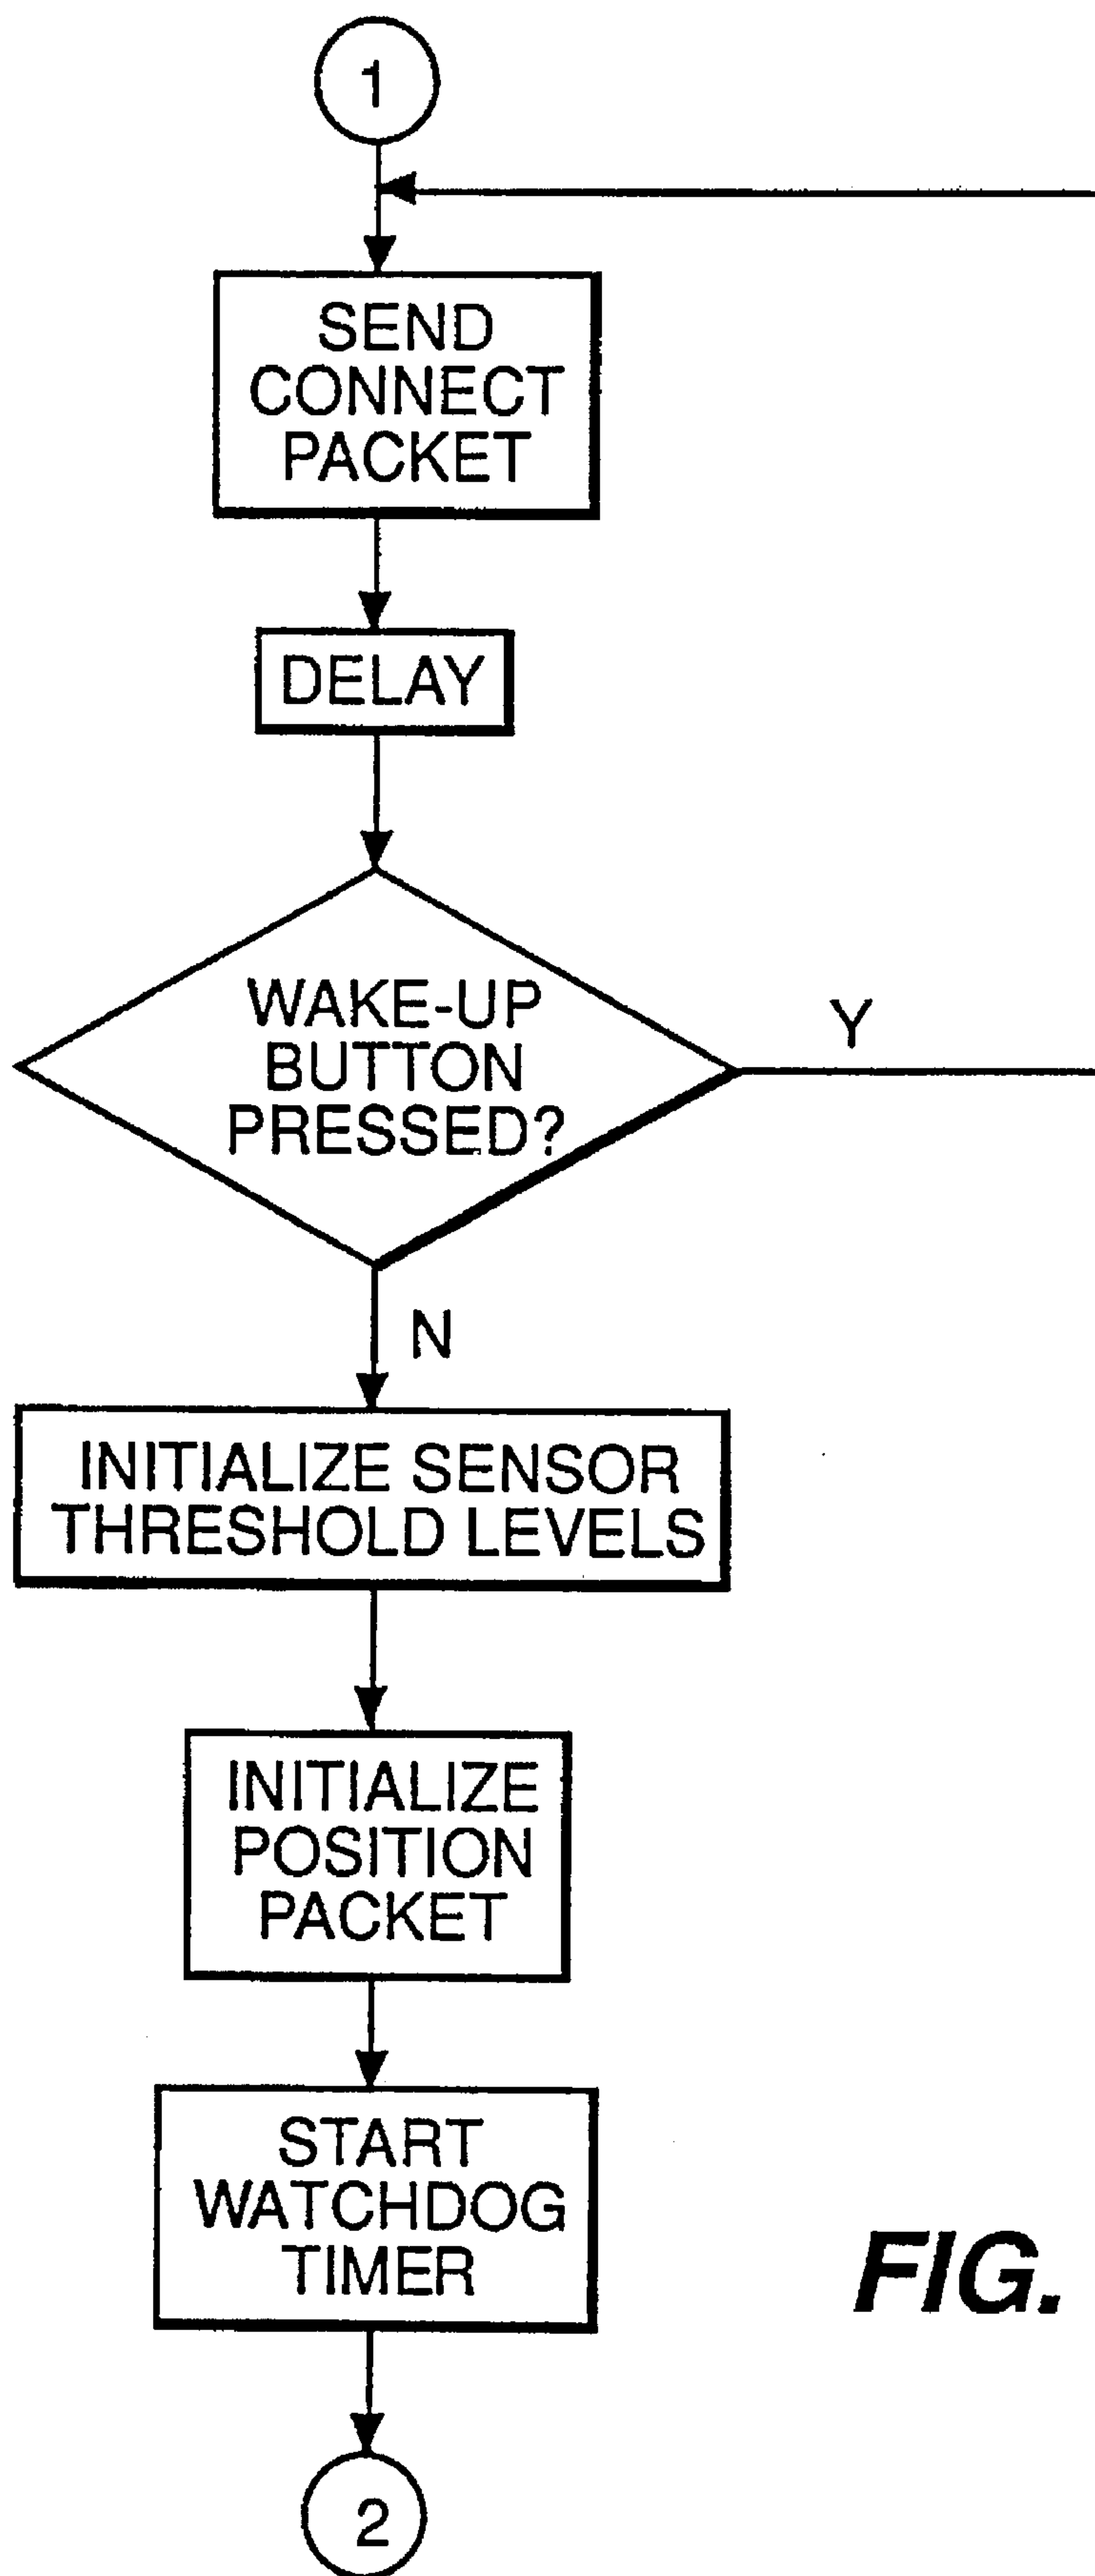 1
SEND
CONNECT
PACKET
DELAY
WAKE-UP
BUTTON
PRESSED?
Y
N
INITIALIZE SENSOR
THRESHOLD LEVELS
INITIALIZE
POSITION
PACKET
START
WATCHDOG
TIMER
FIG.
2